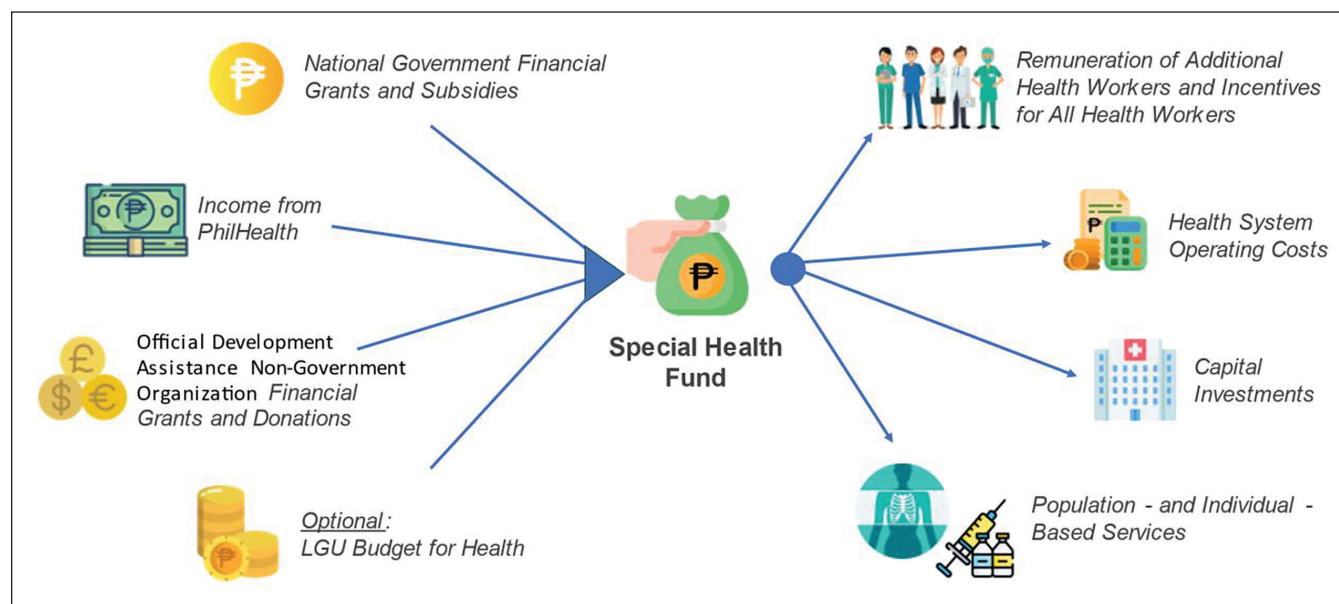 National Government Financial
Grants and Subsidies
Income from
PhilHealth
Official Development
Assistance Non-Government
Organization Financial
Grants and Donations
Optional:
LGU Budget for Health
Special Health
Fund
Remuneration of Additional
Health Workers and Incentives
for All Health Workers
Health System
Operating Costs
Capital
Investments
Population - and Individual -
Based Services